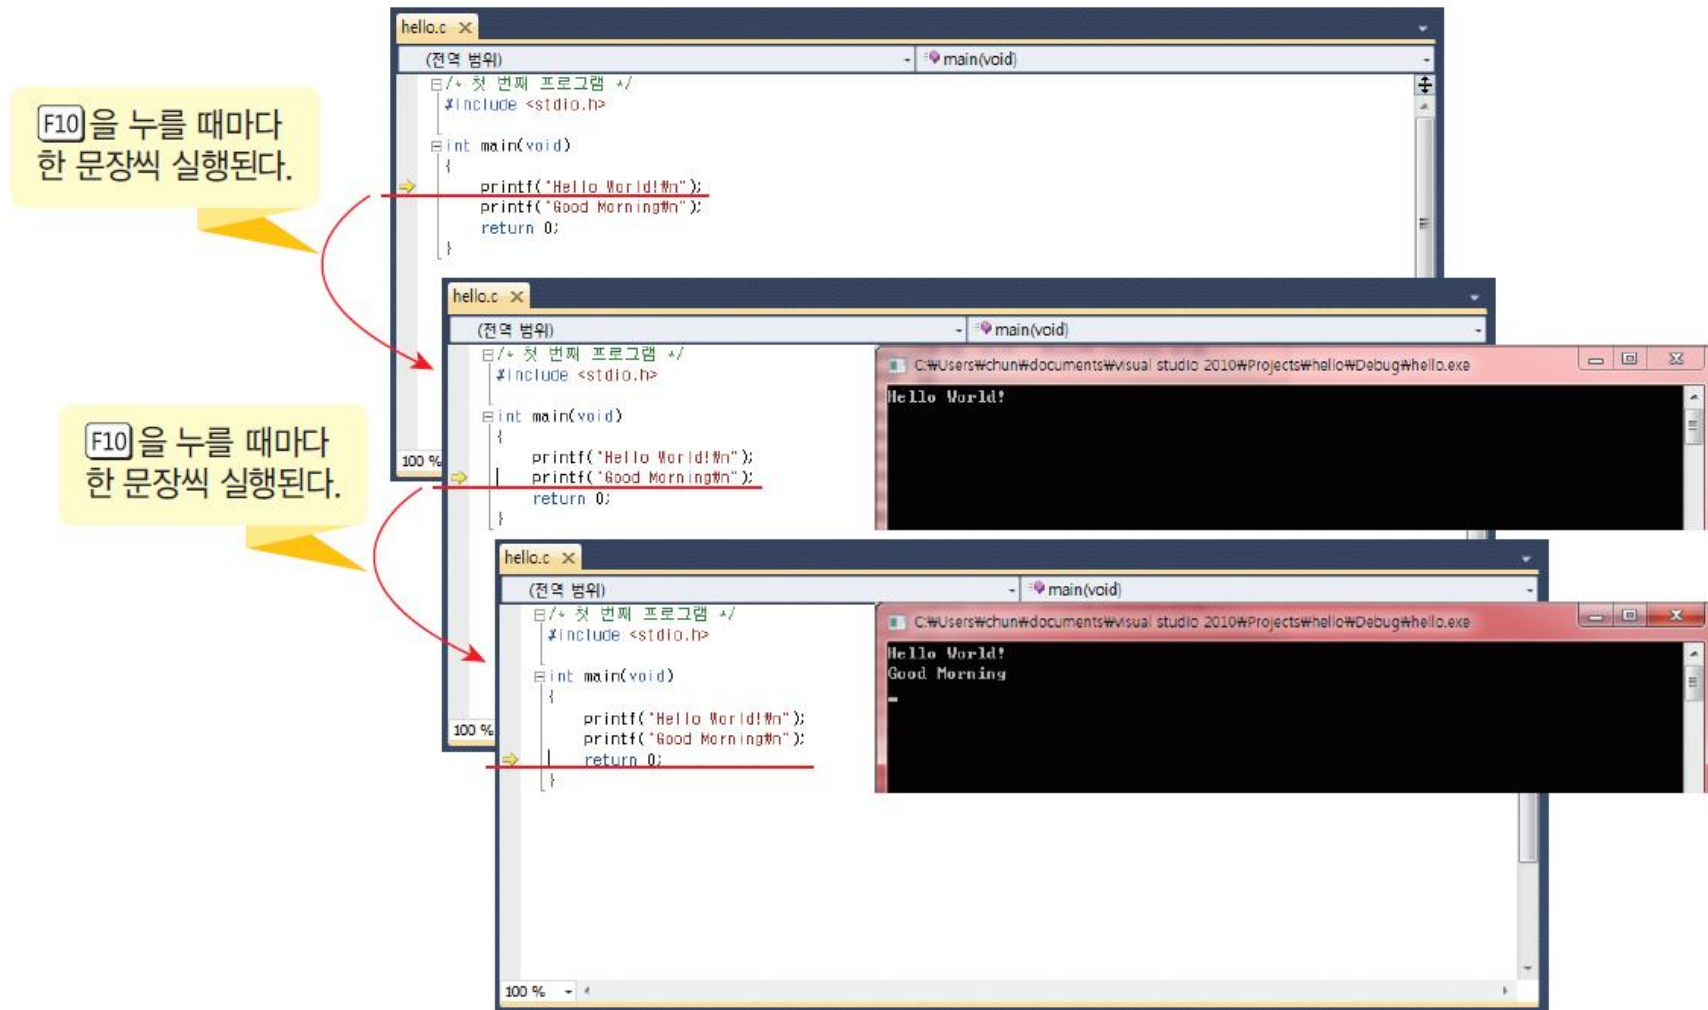 hello.c
(전역 범위)
main(void)
/* 첫 번째 프로그램 */
#include <stdio.h>
int main(void)
{
printf("Hello World!₩n");
printf("Good Morning₩n");
return 0;
}
100 %
F10을 누를 때마다
한 문장씩 실행된다.
hello.c
(전역 범위)
main(void)
/* 첫 번째 프로그램 */
#include <stdio.h>
int main(void)
{
printf("Hello World!₩n");
printf("Good Morning₩n");
return 0;
}
100 %
C:₩Users₩chun₩documents₩visual studio 2010₩Projects₩hello₩Debug₩hello.exe
Hello World!
F10을 누를 때마다
한 문장씩 실행된다.
hello.c
(전역 범위)
main(void)
/* 첫 번째 프로그램 */
#include <stdio.h>
int main(void)
{
printf("Hello World!₩n");
printf("Good Morning₩n");
return 0;
}
100 %
C:₩Users₩chun₩documents₩visual studio 2010₩Projects₩hello₩Debug₩hello.exe
Hello World!
Good Morning